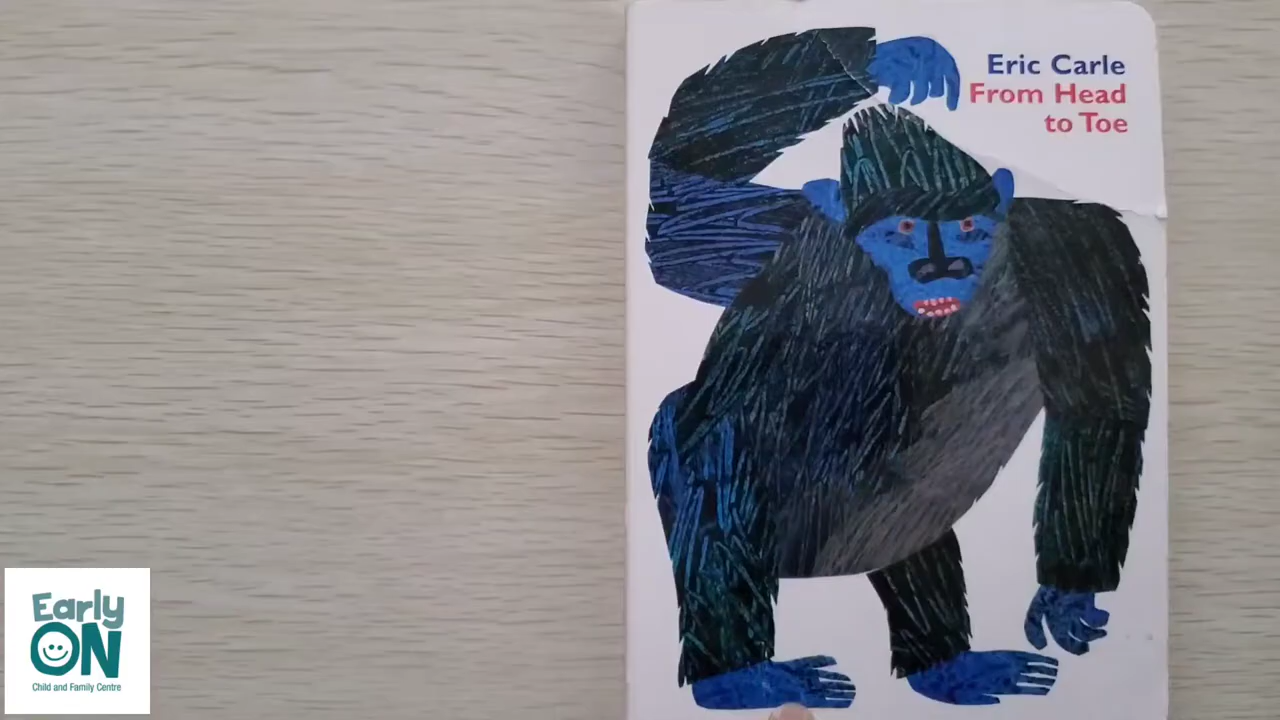 Eric Carle
From Head
to Toe
Early
ON
Child and Family Centre